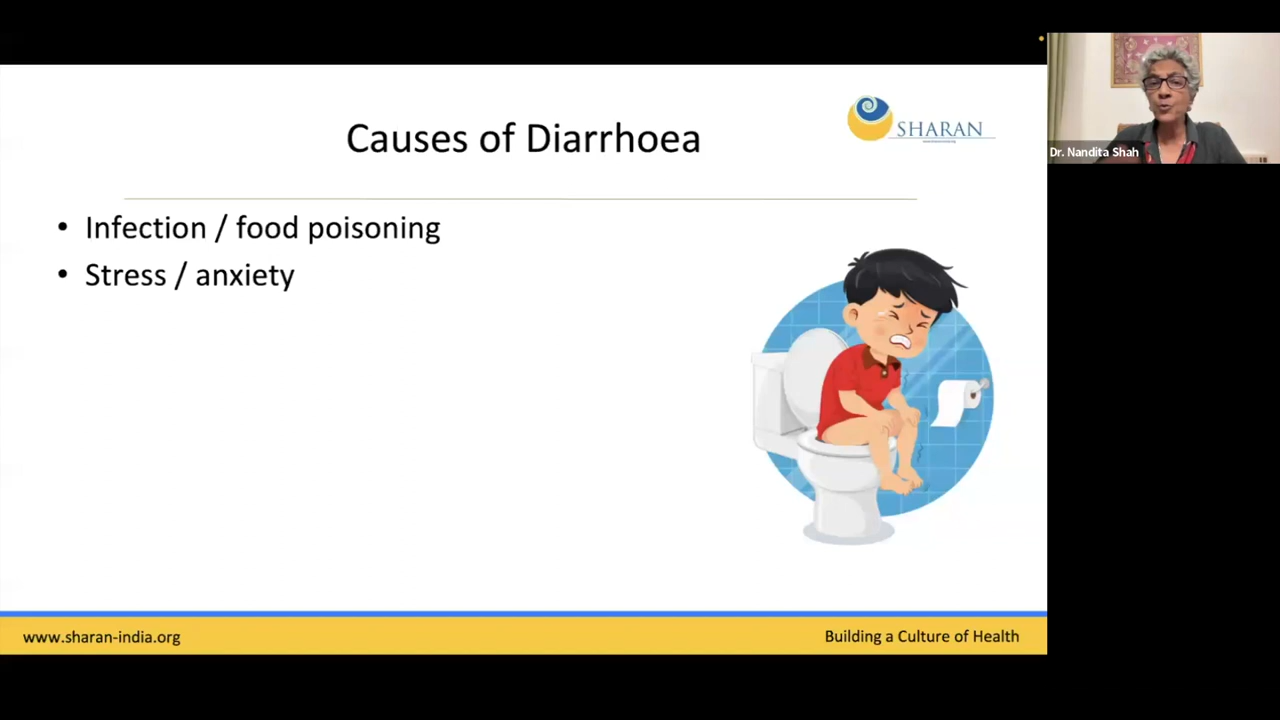 Causes of Diarrhoea
SHARAN
• Infection / food poisoning
• Stress / anxiety
Dr. Nandita Shah
www.sharan-india.org
Building a Culture of Health